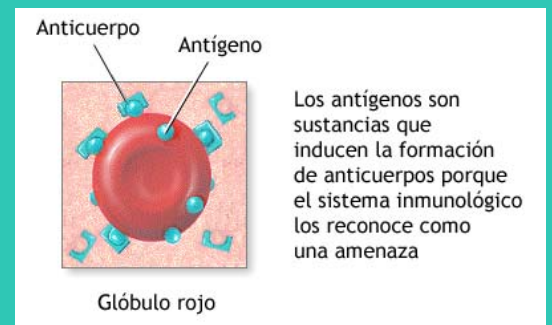 Anticuerpo
Antígeno
Los antígenos son
sustancias que
inducen la formación
de anticuerpos porque
el sistema inmunológico
los reconoce como
una amenaza
Glóbulo rojo